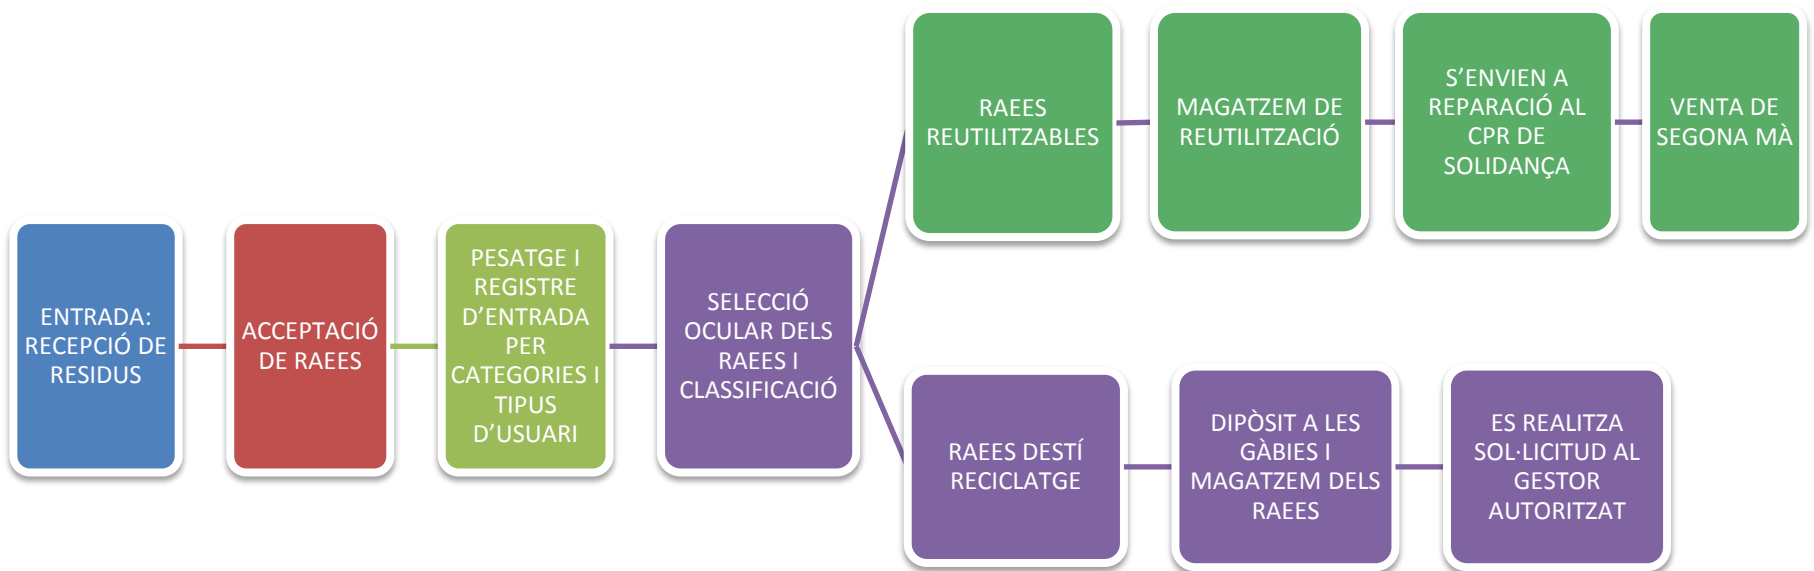 ENTRADA:
RECEPCIÓ DE
RESIDUS
ACCEPTACIÓ
DE RAEES
PESATGE I
REGISTRE
D’ENTRADA
PER
CATEGORIES I
TIPUS
D’USUARI
SELECCIÓ
OCULAR DELS
RAEES I
CLASSIFICACIÓ
RAEES
REUTILITZABLES
MAGATZEM DE
REUTILITZACIÓ
S’ENVIEN A
REPARACIÓ AL
CPR DE
SOLIDANÇA
VENTA DE
SEGONA MÀ
RAEES DESTÍ
RECICLATGE
DIPÒSIT A LES
GÀBIES I
MAGATZEM DELS
RAEES
ES REALITZA
SOL·LICITUD AL
GESTOR
AUTORITZAT